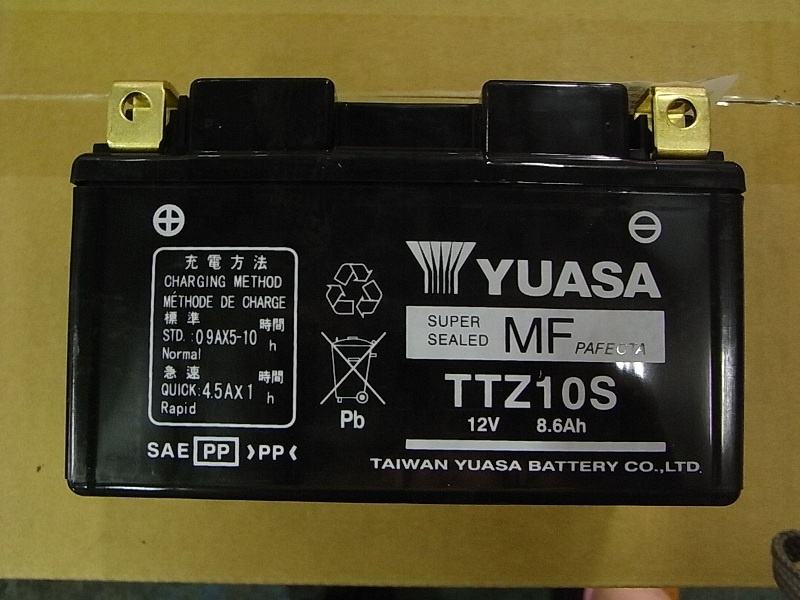 充電方法
CHARGING METHOD
MÉTHODE DE CHARGE
標準 時間
STD.: 0.9AX5-10 h
Normal
急速 時間
QUICK: 4.5AX1 h
Rapid
SAE PP >PP<
Pb
YUASA
SUPER SEALED MF PAFECTA
TTZ10S
12V 8.6Ah
TAIWAN YUASA BATTERY CO.,LTD.